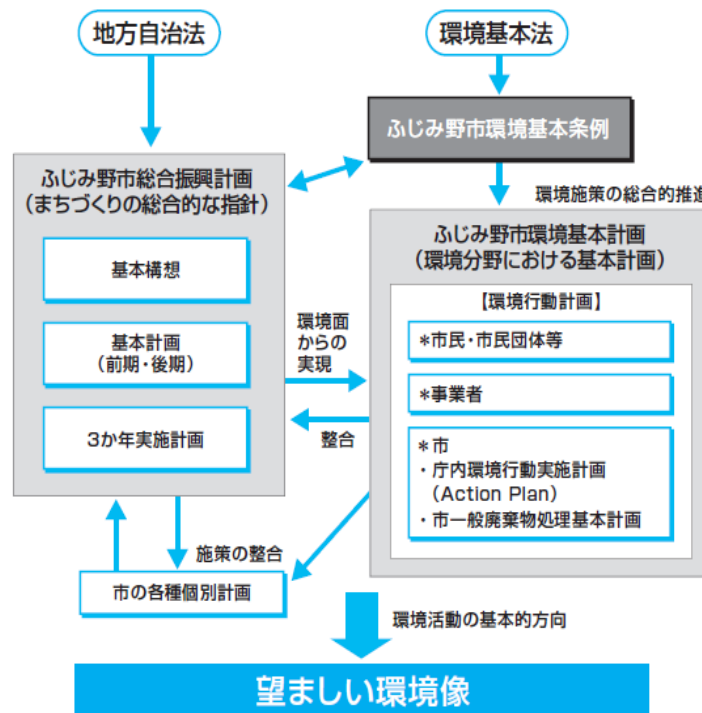 地方自治法
環境基本法
ふじみ野市環境基本条例
ふじみ野市総合振興計画
(まちづくりの総合的な指針)
基本構想
基本計画
(前期・後期)
3か年実施計画
環境施策の総合的推進
ふじみ野市環境基本計画
(環境分野における基本計画)
【環境行動計画】
*市民・市民団体等
*事業者
*市
・庁内環境行動実施計画
(Action Plan)
・市一般廃棄物処理基本計画
環境面
からの
実現
整合
施策の整合
市の各種個別計画
環境活動の基本的方向
望ましい環境像